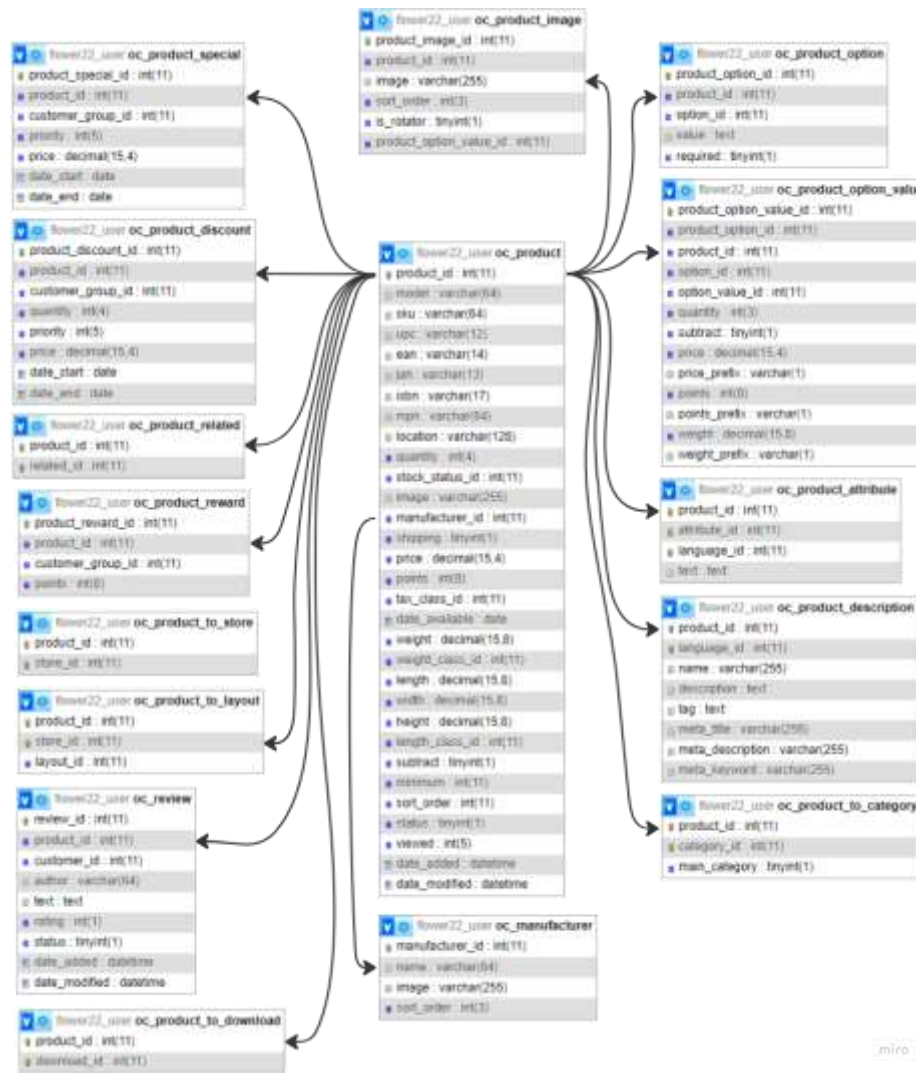 flower22_user oc_product_special
product_special_id : int(11)
product_id : int(11)
customer_group_id : int(11)
priority : int(5)
price : decimal(15,4)
date_start : date
date_end : date
flower22_user oc_product_discount
product_discount_id : int(11)
product_id : int(11)
customer_group_id : int(11)
quantity : int(4)
priority : int(5)
price : decimal(15,4)
date_start : date
date_end : date
flower22_user oc_product_related
product_id : int(11)
related_id : int(11)
flower22_user oc_product_reward
product_reward_id : int(11)
product_id : int(11)
customer_group_id : int(11)
points : int(8)
flower22_user oc_product_to_store
product_id : int(11)
store_id : int(11)
flower22_user oc_product_to_layout
product_id : int(11)
store_id : int(11)
layout_id : int(11)
flower22_user oc_review
review_id : int(11)
product_id : int(11)
customer_id : int(11)
author : varchar(64)
text : text
rating : int(1)
status : tinyint(1)
date_added : datetime
date_modified : datetime
flower22_user oc_product_to_download
product_id : int(11)
download_id : int(11)
flower22_user oc_product_image
product_image_id : int(11)
product_id : int(11)
image : varchar(255)
sort_order : int(3)
is_rotator : tinyint(1)
product_option_value_id : int(11)
flower22_user oc_product
product_id : int(11)
model : varchar(64)
sku : varchar(64)
upc : varchar(12)
ean : varchar(14)
jan : varchar(13)
isbn : varchar(17)
mpn : varchar(64)
location : varchar(128)
quantity : int(4)
stock_status_id : int(11)
image : varchar(255)
manufacturer_id : int(11)
shipping : tinyint(1)
price : decimal(15,4)
points : int(8)
tax_class_id : int(11)
date_available : date
weight : decimal(15,8)
weight_class_id : int(11)
length : decimal(15,8)
width : decimal(15,8)
height : decimal(15,8)
length_class_id : int(11)
subtract : tinyint(1)
minimum : int(11)
sort_order : int(11)
status : tinyint(1)
viewed : int(5)
date_added : datetime
date_modified : datetime
flower22_user oc_manufacturer
manufacturer_id : int(11)
name : varchar(64)
image : varchar(255)
sort_order : int(3)
flower22_user oc_product_option
product_option_id : int(11)
product_id : int(11)
option_id : int(11)
value : text
required : tinyint(1)
flower22_user oc_product_option_value
product_option_value_id : int(11)
product_option_id : int(11)
product_id : int(11)
option_id : int(11)
option_value_id : int(11)
quantity : int(3)
subtract : tinyint(1)
price : decimal(15,4)
price_prefix : varchar(1)
points : int(8)
points_prefix : varchar(1)
weight : decimal(15,8)
weight_prefix : varchar(1)
flower22_user oc_product_attribute
product_id : int(11)
attribute_id : int(11)
language_id : int(11)
text : text
flower22_user oc_product_description
product_id : int(11)
language_id : int(11)
name : varchar(255)
description : text
tag : text
meta_title : varchar(255)
meta_description : varchar(255)
meta_keyword : varchar(255)
flower22_user oc_product_to_category
product_id : int(11)
category_id : int(11)
main_category : tinyint(1)
miro